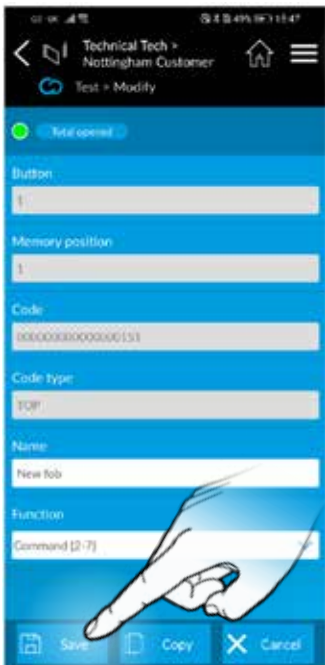 Technical Tech >
Nottingham Customer
Test > Modify
Total opened
Button
1
Memory position
1
Code
Code type
TOP
Name
New fob
Function
Command [2-7]
Save
Copy
Cancel